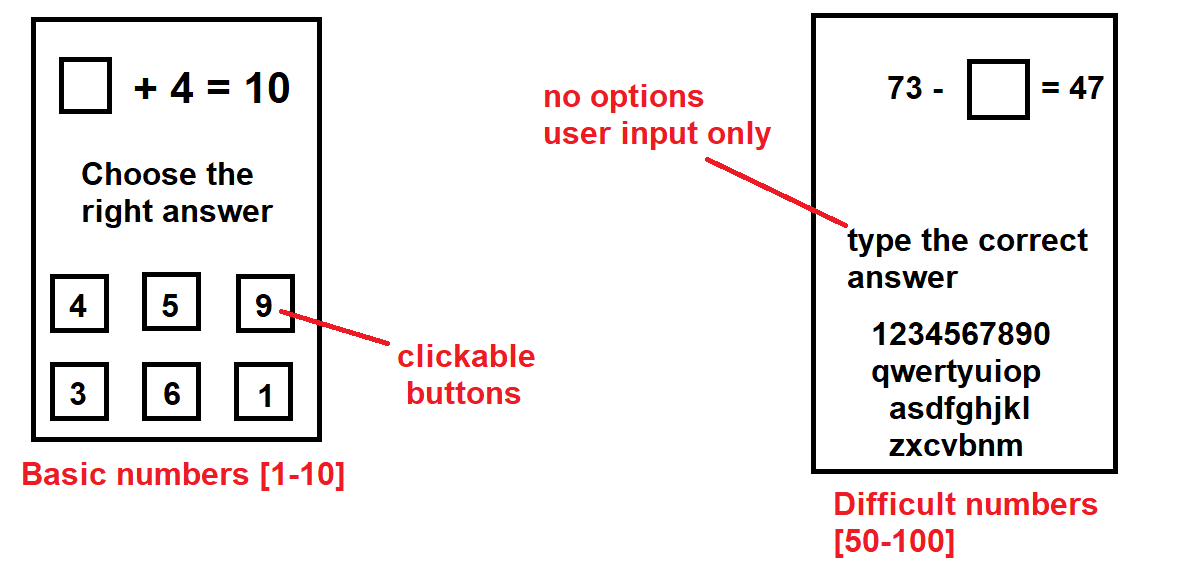 + 4 = 10
Choose the
right answer
4 5 9
3 6 1
clickable
buttons
Basic numbers [1-10]
no options
user input only
73 - = 47
type the correct
answer
1234567890
qwertyuiop
asdfghjkl
zxcvbnm
Difficult numbers
[50-100]